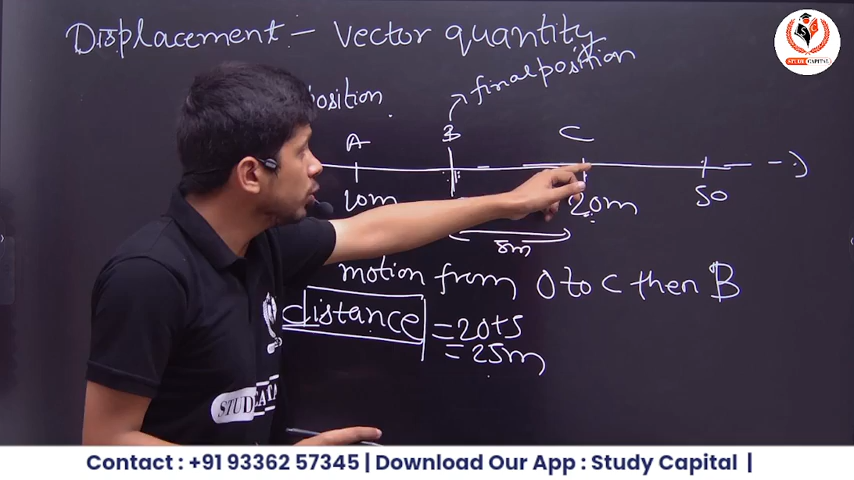 Displacement :- Vector quantity
final position
position
A
B
C
10m
20m
50
5m
motion from O to C then B
distance = 20+5
= 25m
STUDY CAPITAL
Contact : +91 93362 57345 | Download Our App : Study Capital |